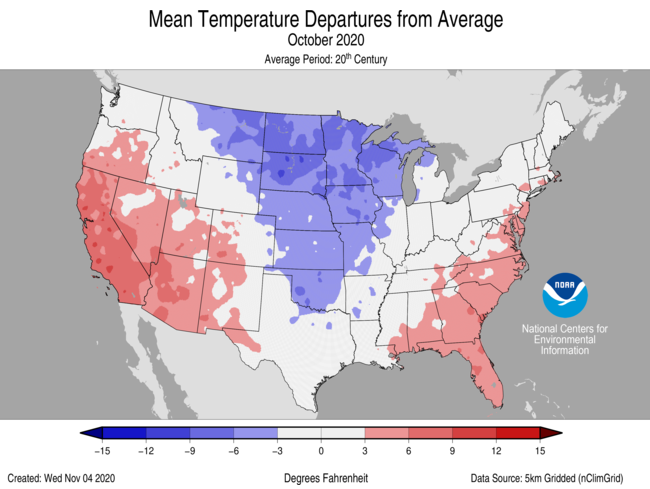 Mean Temperature Departures from Average
October 2020
Average Period: 20th Century
NOAA
National Centers for
Environmental
Information
−15 −12 −9 −6 −3 0 3 6 9 12 15
Created: Wed Nov 04 2020 Degrees Fahrenheit Data Source: 5km Gridded (nClimGrid)